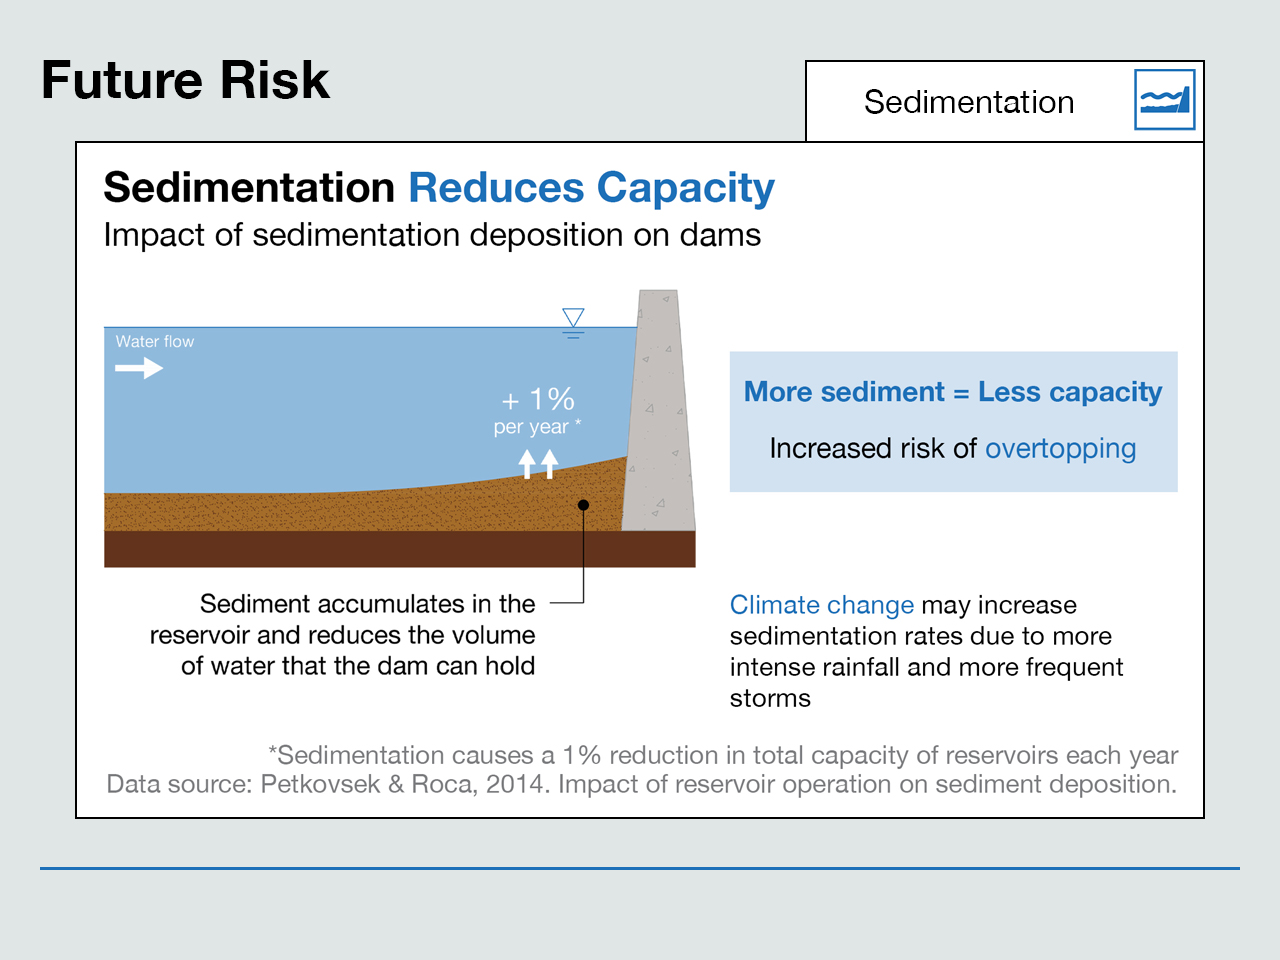 Future Risk
Sedimentation
Sedimentation Reduces Capacity
Impact of sedimentation deposition on dams
Water flow
+ 1%
per year *
More sediment = Less capacity
Increased risk of overtopping
Sediment accumulates in the
reservoir and reduces the volume
of water that the dam can hold
Climate change may increase
sedimentation rates due to more
intense rainfall and more frequent
storms
*Sedimentation causes a 1% reduction in total capacity of reservoirs each year
Data source: Petkovsek & Roca, 2014. Impact of reservoir operation on sediment deposition.